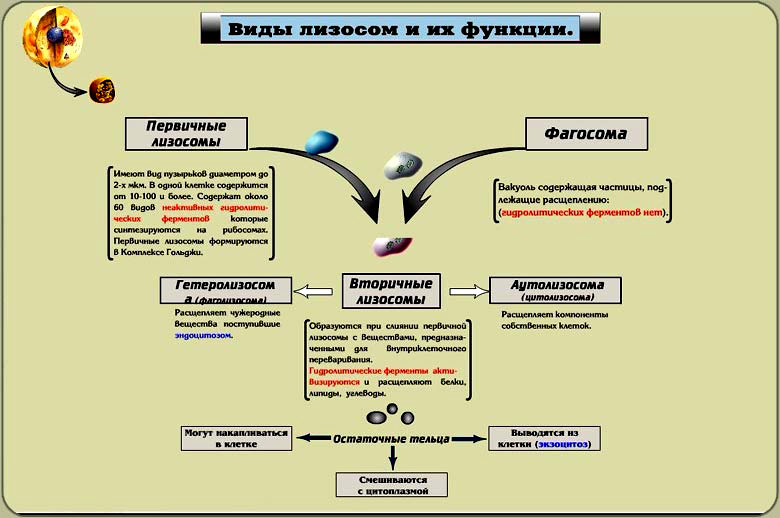 Виды лизосом и их функции.
Первичные
лизосомы
Фагосома
Имеют вид пузырьков диаметром до
2-х мкм. В одной клетке содержится
от 10-100 и более. Содержат около
60 видов неактивных гидролити-
ческих ферментов которые
синтезируются на рибосомах.
Первичные лизосомы формируются
в Комплексе Гольджи.
Вакуоль содержащая частицы, под-
лежащие расщеплению:
(гидролитических ферментов нет).
Гетеролизосом
а (фаголизосома)
Вторичные
лизосомы
Аутолизосома
(цитолизосома)
Расщепляет чужеродные
вещества поступившие
эндоцитозом.
Образуются при слиянии первичной
лизосомы с веществами, предназна-
ченными для внутриклеточного
переваривания.
Гидролитические ферменты акти-
визируются и расщепляют белки,
липиды, углеводы.
Расщепляет компоненты
собственных клеток.
Могут накапливаться
в клетке
Остаточные тельца
Выводятся из
клетки (экзоцитоз)
Смешиваются
с цитоплазмой